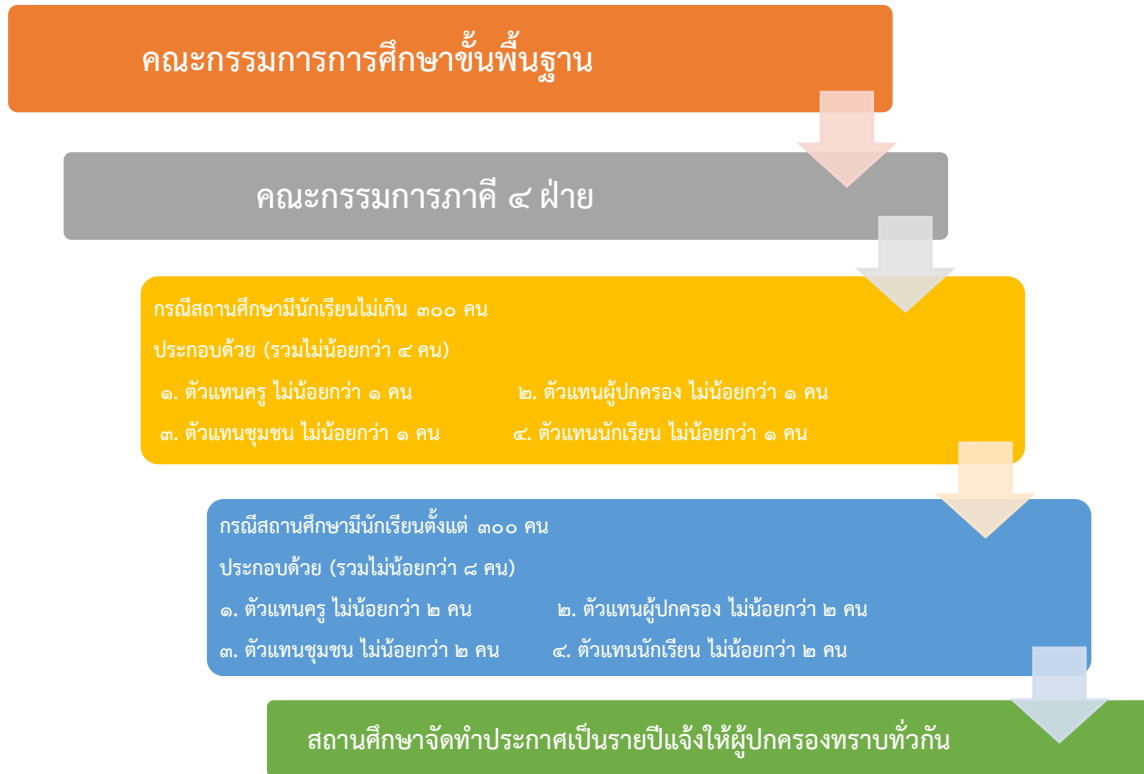 คณะกรรมการการศึกษาขั้นพื้นฐาน
คณะกรรมการภาคี ๔ ฝ่าย
กรณีสถานศึกษามีนักเรียนไม่เกิน ๓๐๐ คน
ประกอบด้วย (รวมไม่น้อยกว่า ๔ คน)
๑. ตัวแทนครู ไม่น้อยกว่า ๑ คน ๒. ตัวแทนผู้ปกครอง ไม่น้อยกว่า ๑ คน
๓. ตัวแทนชุมชน ไม่น้อยกว่า ๑ คน ๔. ตัวแทนนักเรียน ไม่น้อยกว่า ๑ คน
กรณีสถานศึกษามีนักเรียนตั้งแต่ ๓๐๐ คน
ประกอบด้วย (รวมไม่น้อยกว่า ๘ คน)
๑. ตัวแทนครู ไม่น้อยกว่า ๒ คน ๒. ตัวแทนผู้ปกครอง ไม่น้อยกว่า ๒ คน
๓. ตัวแทนชุมชน ไม่น้อยกว่า ๒ คน ๔. ตัวแทนนักเรียน ไม่น้อยกว่า ๒ คน
สถานศึกษาจัดทำประกาศเป็นรายปีแจ้งให้ผู้ปกครองทราบทั่วกัน